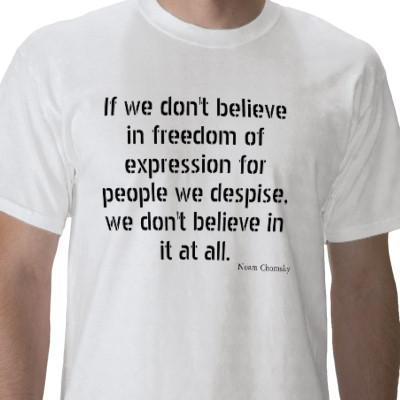 If we don't believe
in freedom of
expression for
people we despise.
we don't believe in
it at all.
Noam Chomsky